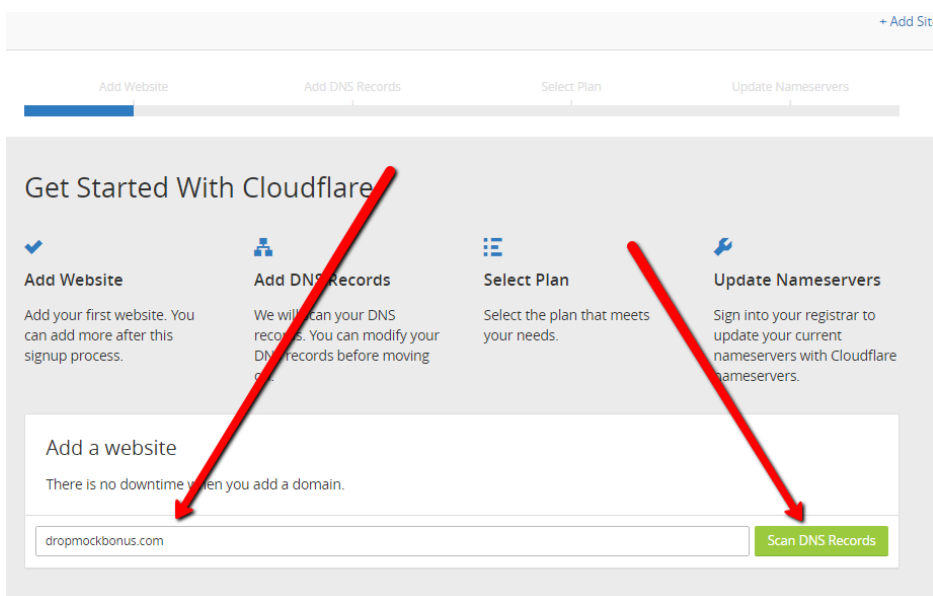 + Add Sit
Add Website
Add DNS Records
Select Plan
Update Nameservers
Get Started With Cloudflare
Add Website
Add your first website. You
can add more after this
signup process.
Add DNS Records
We will scan your DNS
records. You can modify your
DNS records before moving
on.
Select Plan
Select the plan that meets
your needs.
Update Nameservers
Sign into your registrar to
update your current
nameservers with Cloudflare
nameservers.
Add a website
There is no downtime when you add a domain.
dropmockbonus.com
Scan DNS Records